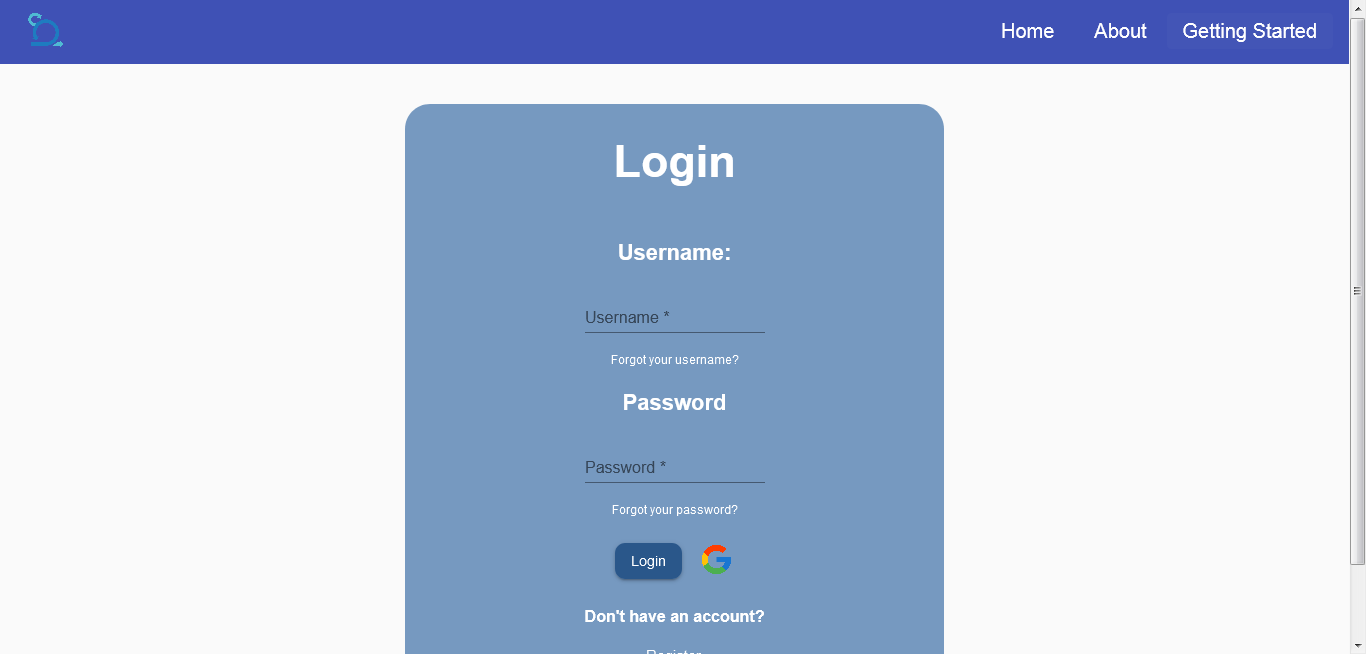 Home About Getting Started
Login
Username:
Username *
Forgot your username?
Password
Password *
Forgot your password?
Login
Don't have an account?
Register